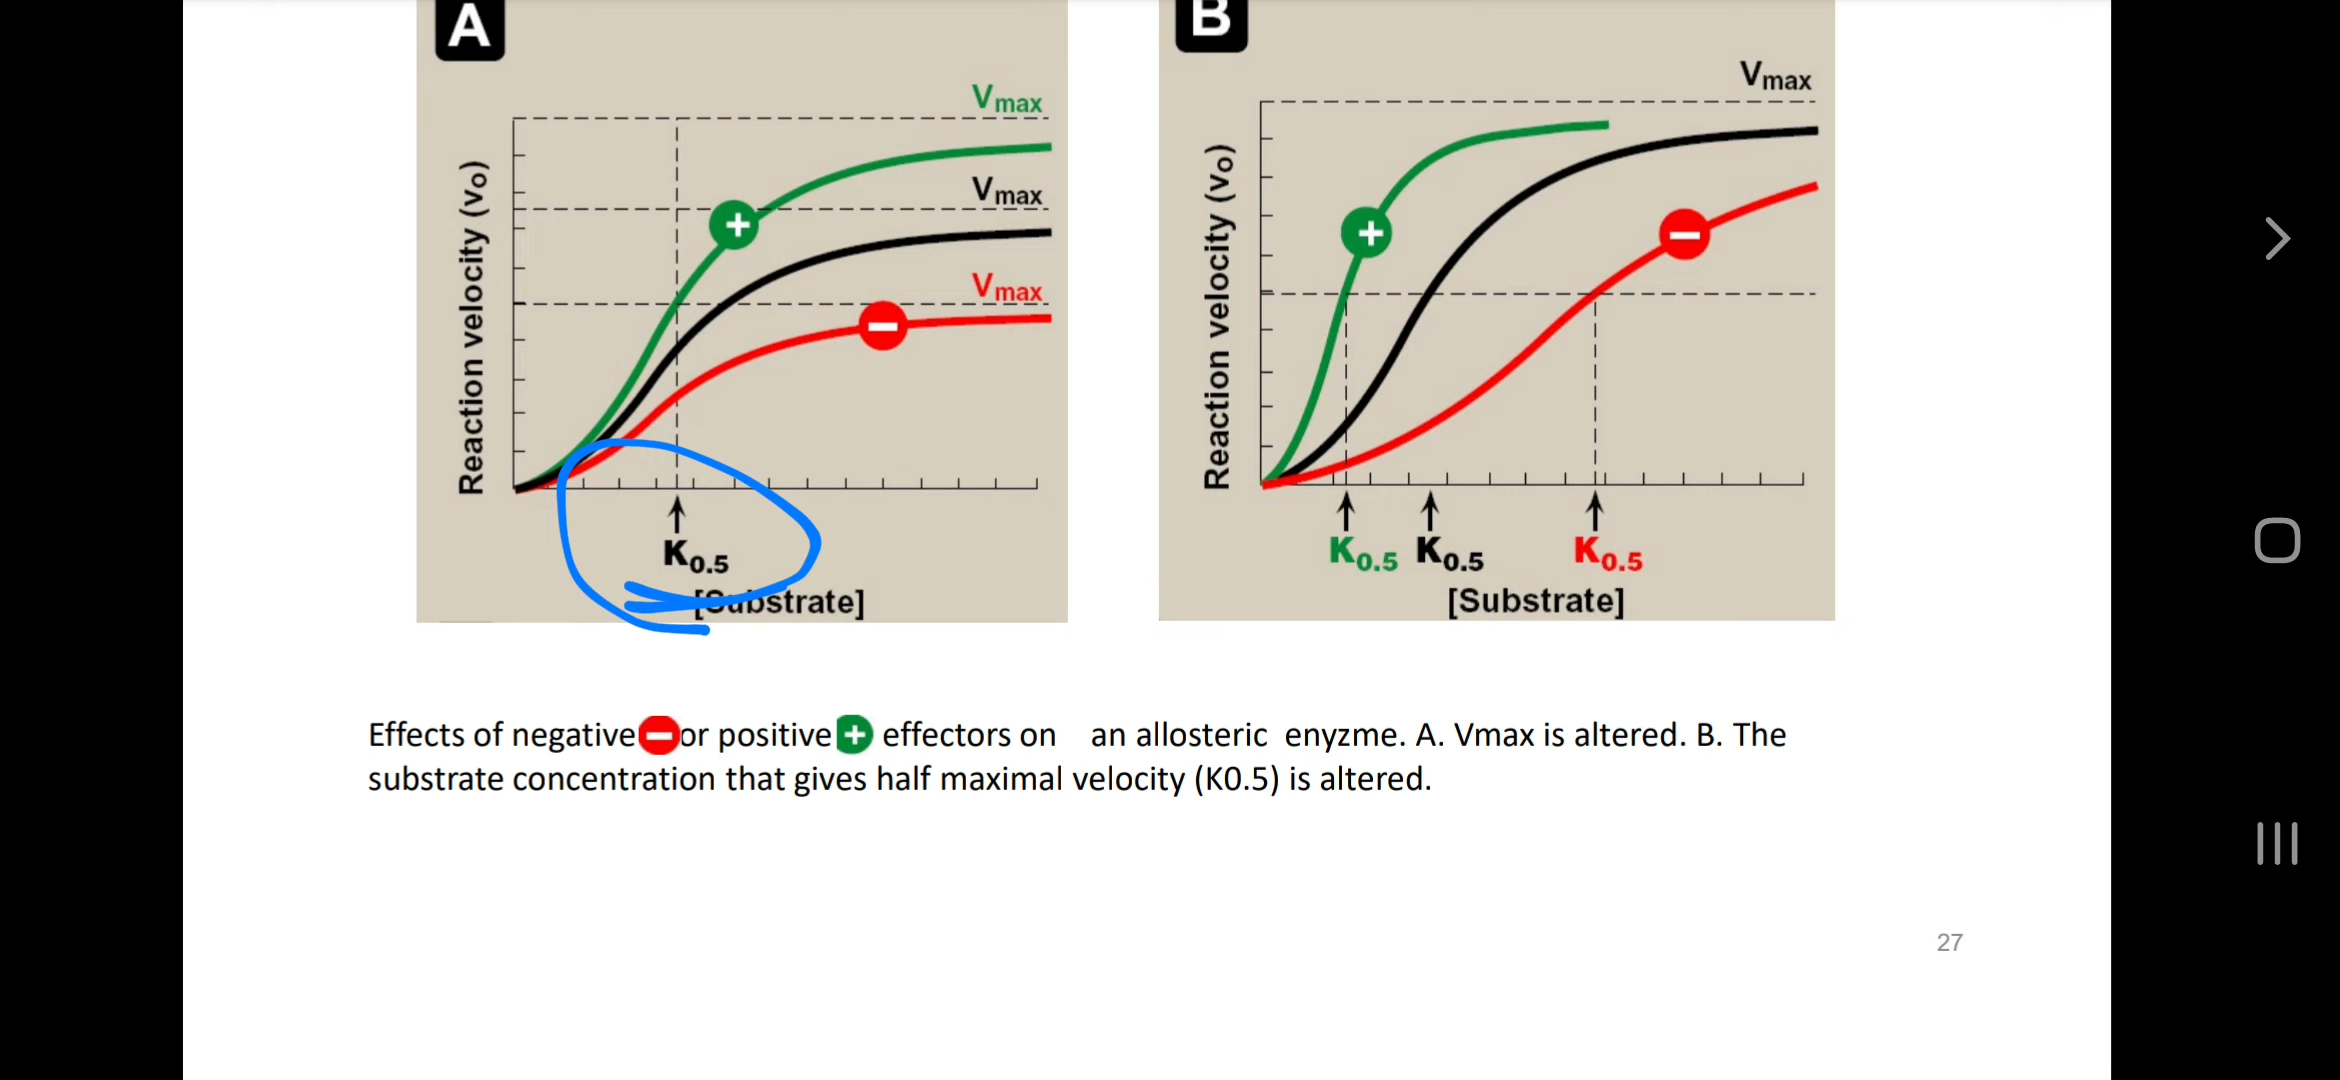 A
B
Vmax
Vmax
Vmax
Reaction velocity (vo)
K0.5
[Substrate]
Vmax
Reaction velocity (vo)
K0.5 K0.5 K0.5
[Substrate]
Effects of negative or positive effectors on an allosteric enyzme. A. Vmax is altered. B. The
substrate concentration that gives half maximal velocity (K0.5) is altered.
27